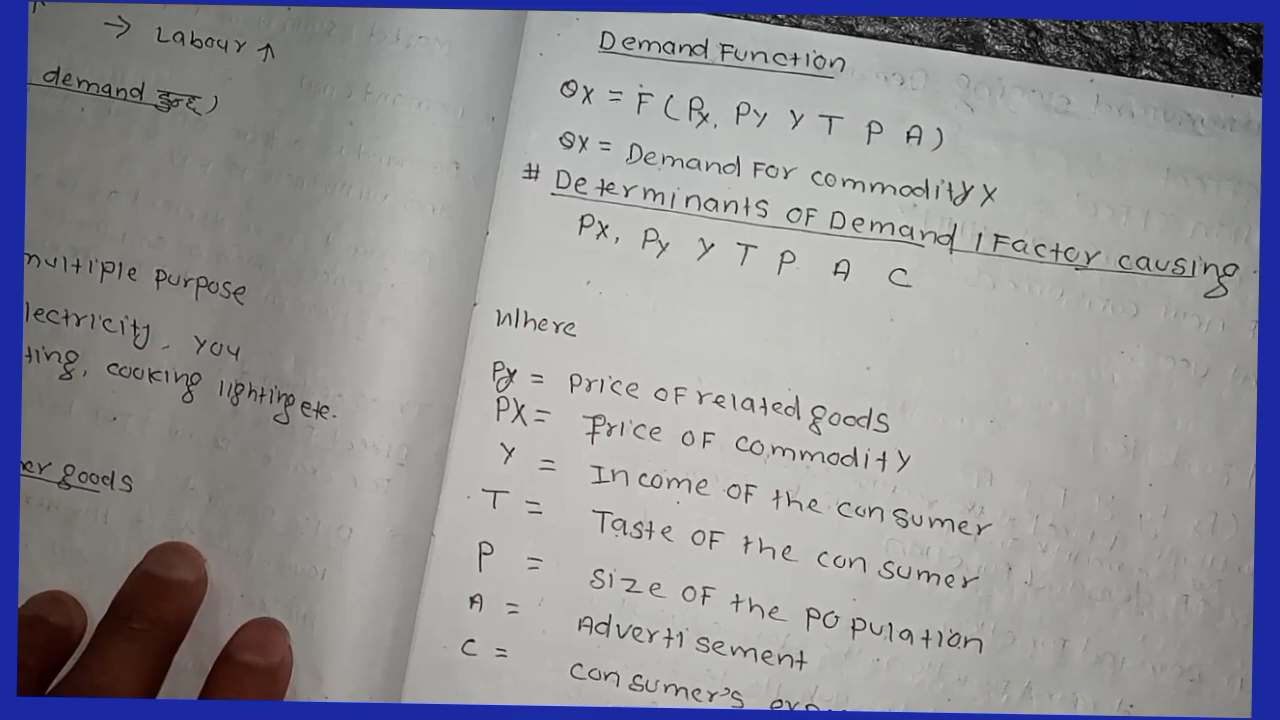 → Labour ↑
demand हुन्छ)
multiple purpose
lectricity, you
ting, cooking lighting etc.
er goods
Demand Function
Qx = F (Px, Py Y T P A)
Qx = Demand For commodity X
# Determinants OF Demand / Factor causing
Px, Py Y T P A C
Where
Py = price OF related goods
PX = Price OF commodity
Y = Income OF the consumer
T = Taste OF the consumer
P = Size OF the population
A = Advertisement
C = consumer's